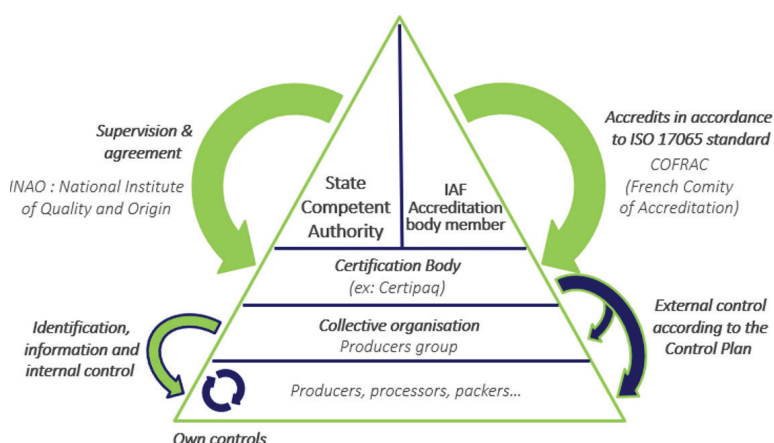 Supervision &
agreement
INAO : National Institute
of Quality and Origin
Accredits in accordance
to ISO 17065 standard
COFRAC
(French Comity
of Accreditation)
State
Competent
Authority
IAF
Accreditation
body member
Certification Body
(ex: Certipaq)
Identification,
information and
internal control
Collective organisation
Producers group
External control
according to the
Control Plan
Producers, processors, packers...
Own controls